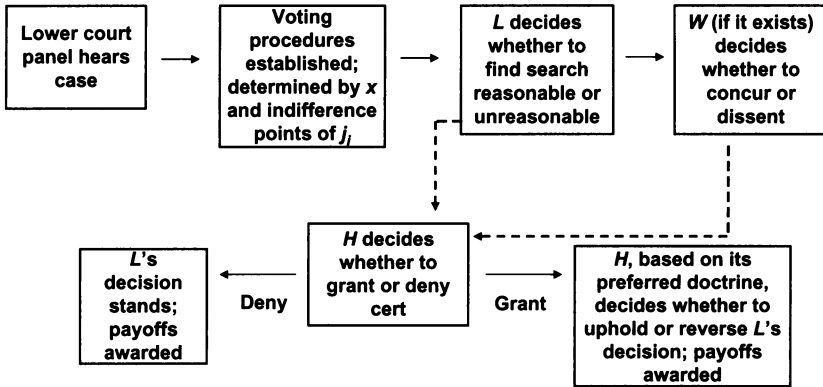 Lower court
panel hears
case
Voting
procedures
established;
determined by x
and indifference
points of jᵢ
L decides
whether to
find search
reasonable or
unreasonable
W (if it exists)
decides
whether to
concur or
dissent
L's
decision
stands;
payoffs
awarded
Deny
H decides
whether to
grant or deny
cert
Grant
H, based on its
preferred doctrine,
decides whether to
uphold or reverse L's
decision; payoffs
awarded